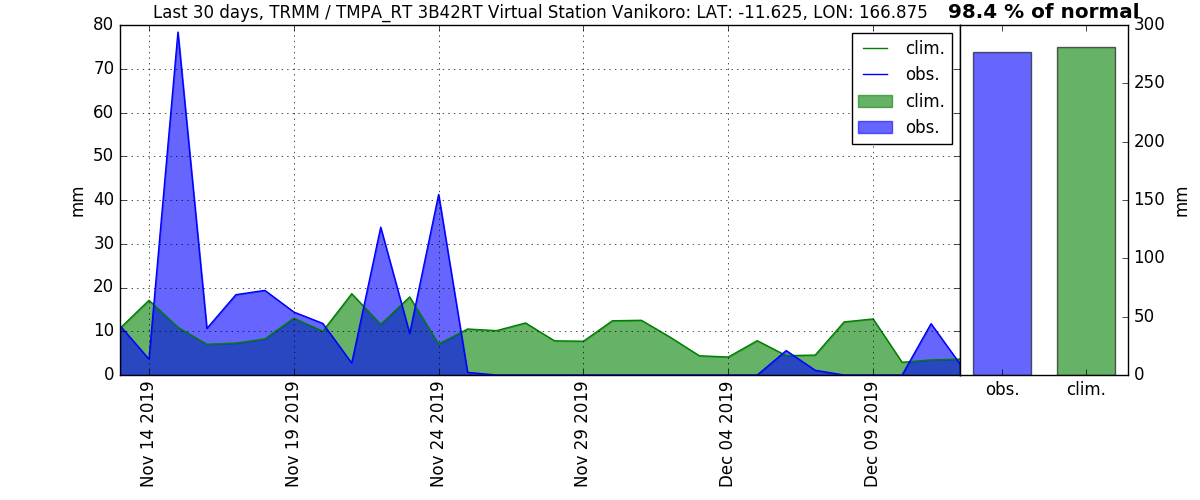 Last 30 days, TRMM / TMPA_RT 3B42RT Virtual Station Vanikoro: LAT: -11.625, LON: 166.875
98.4 % of normal
80
70
60
50
40
30
20
10
0
mm
clim.
obs.
clim.
obs.
Nov 14 2019
Nov 19 2019
Nov 24 2019
Nov 29 2019
Dec 04 2019
Dec 09 2019
300
250
200
150
100
50
0
mm
obs.
clim.